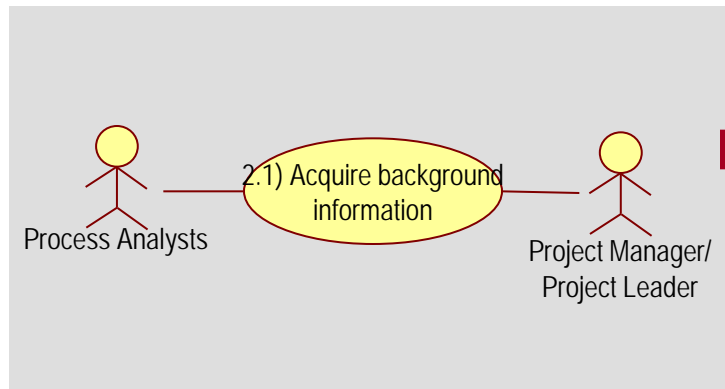 2.1) Acquire background
information
Process Analysts
Project Manager/
Project Leader